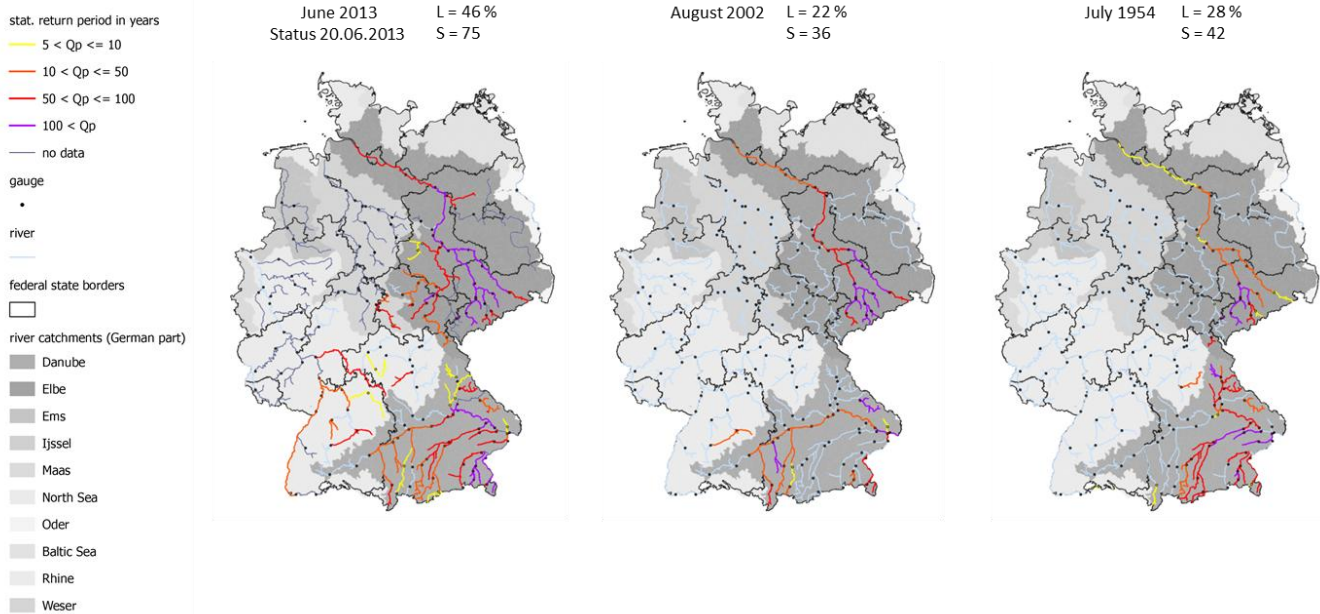 stat. return period in years
5 < Qp <= 10
10 < Qp <= 50
50 < Qp <= 100
100 < Qp
no data
gauge
river
federal state borders
river catchments (German part)
Danube
Elbe
Ems
Ijssel
Maas
North Sea
Oder
Baltic Sea
Rhine
Weser
June 2013 L = 46 %
Status 20.06.2013 S = 75
August 2002 L = 22 %
S = 36
July 1954 L = 28 %
S = 42